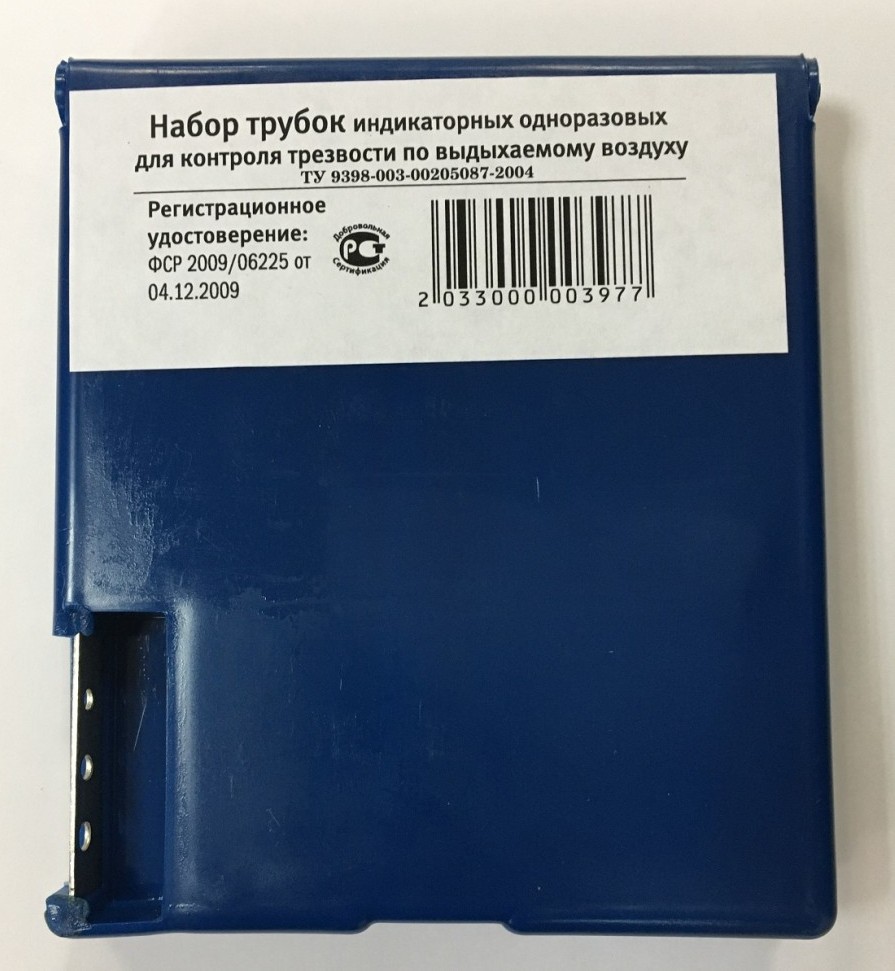 Набор трубок индикаторных одноразовых
для контроля трезвости по выдыхаемому воздуху
ТУ 9398-003-00205087-2004
Регистрационное
удостоверение:
ФСР 2009/06225 от
04.12.2009
Добровольная
РСТ
Сертификация
2 033000 003977